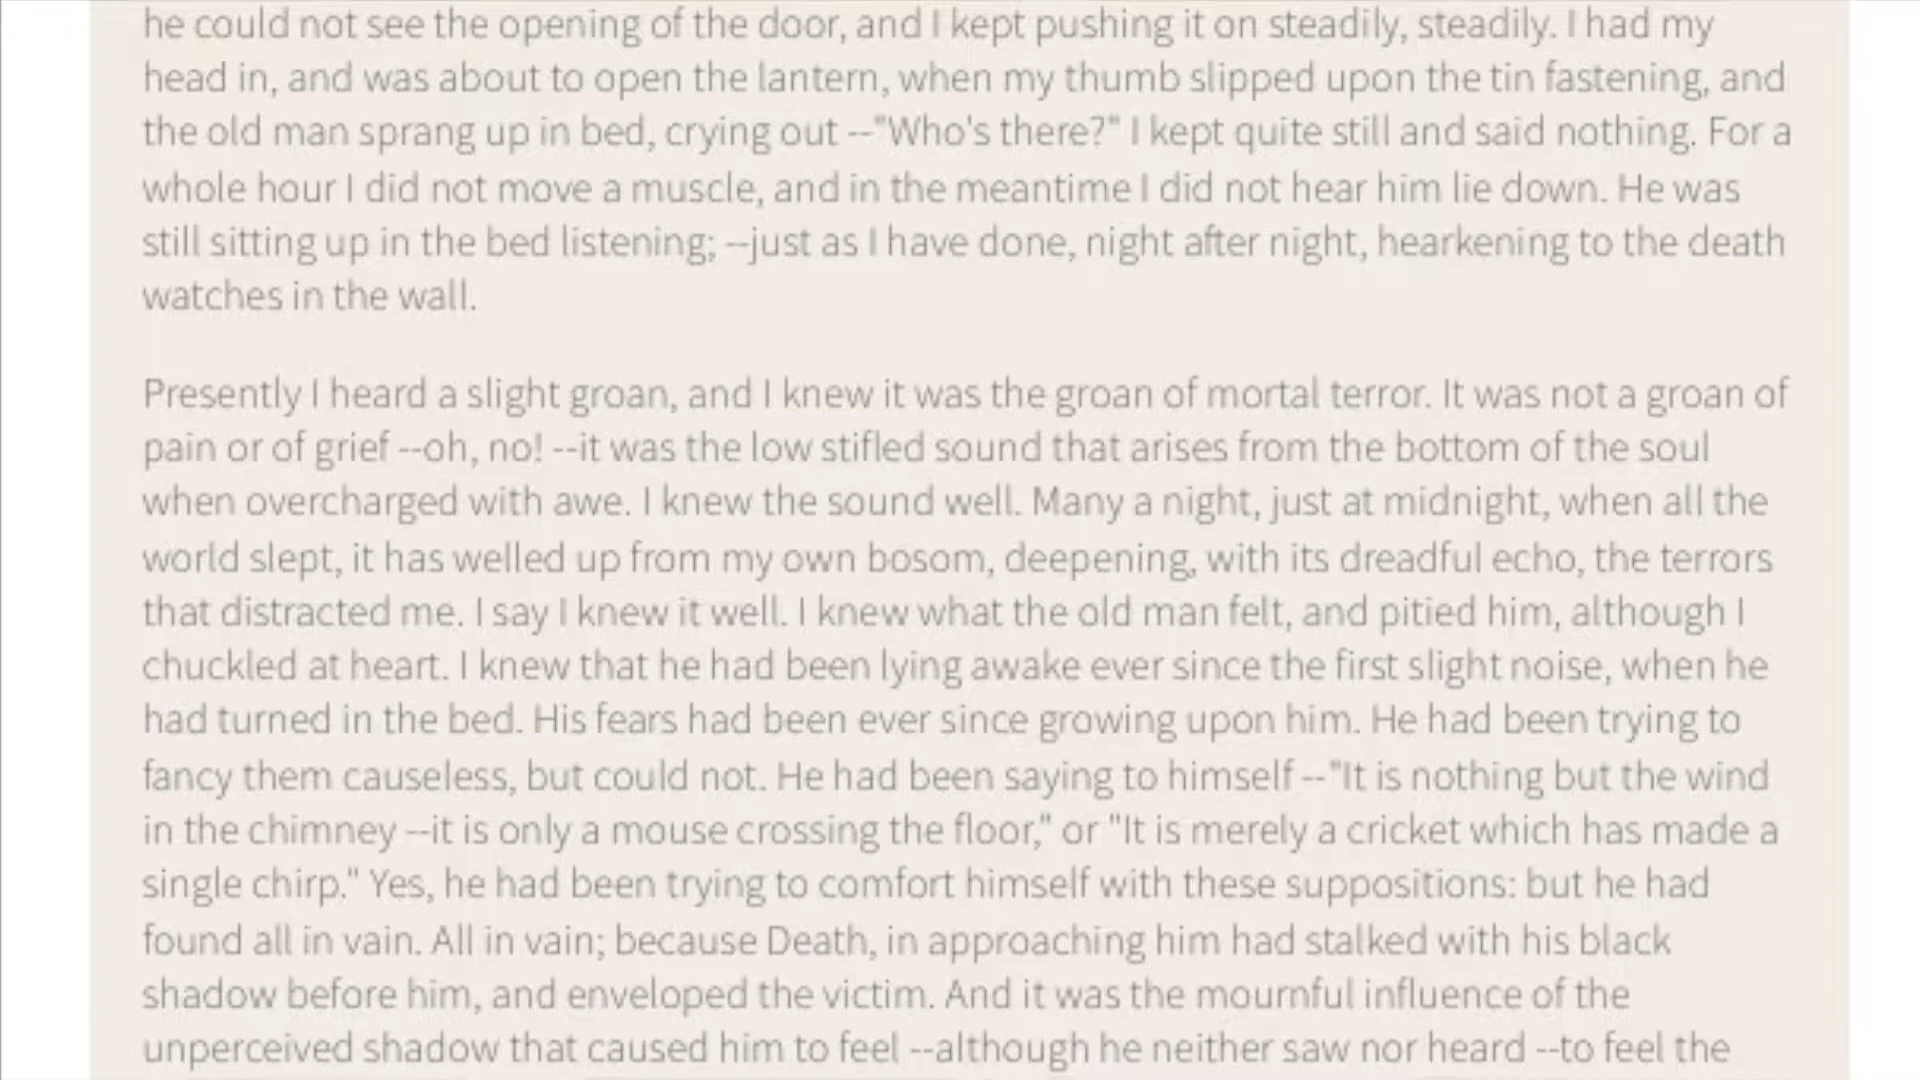 he could not see the opening of the door, and I kept pushing it on steadily, steadily. I had my
head in, and was about to open the lantern, when my thumb slipped upon the tin fastening, and
the old man sprang up in bed, crying out --"Who's there?" I kept quite still and said nothing. For a
whole hour I did not move a muscle, and in the meantime I did not hear him lie down. He was
still sitting up in the bed listening; --just as I have done, night after night, hearkening to the death
watches in the wall.
Presently I heard a slight groan, and I knew it was the groan of mortal terror. It was not a groan of
pain or of grief --oh, no! --it was the low stifled sound that arises from the bottom of the soul
when overcharged with awe. I knew the sound well. Many a night, just at midnight, when all the
world slept, it has welled up from my own bosom, deepening, with its dreadful echo, the terrors
that distracted me. I say I knew it well. I knew what the old man felt, and pitied him, although I
chuckled at heart. I knew that he had been lying awake ever since the first slight noise, when he
had turned in the bed. His fears had been ever since growing upon him. He had been trying to
fancy them causeless, but could not. He had been saying to himself --"It is nothing but the wind
in the chimney --it is only a mouse crossing the floor," or "It is merely a cricket which has made a
single chirp." Yes, he had been trying to comfort himself with these suppositions: but he had
found all in vain. All in vain; because Death, in approaching him had stalked with his black
shadow before him, and enveloped the victim. And it was the mournful influence of the
unperceived shadow that caused him to feel --although he neither saw nor heard --to feel the